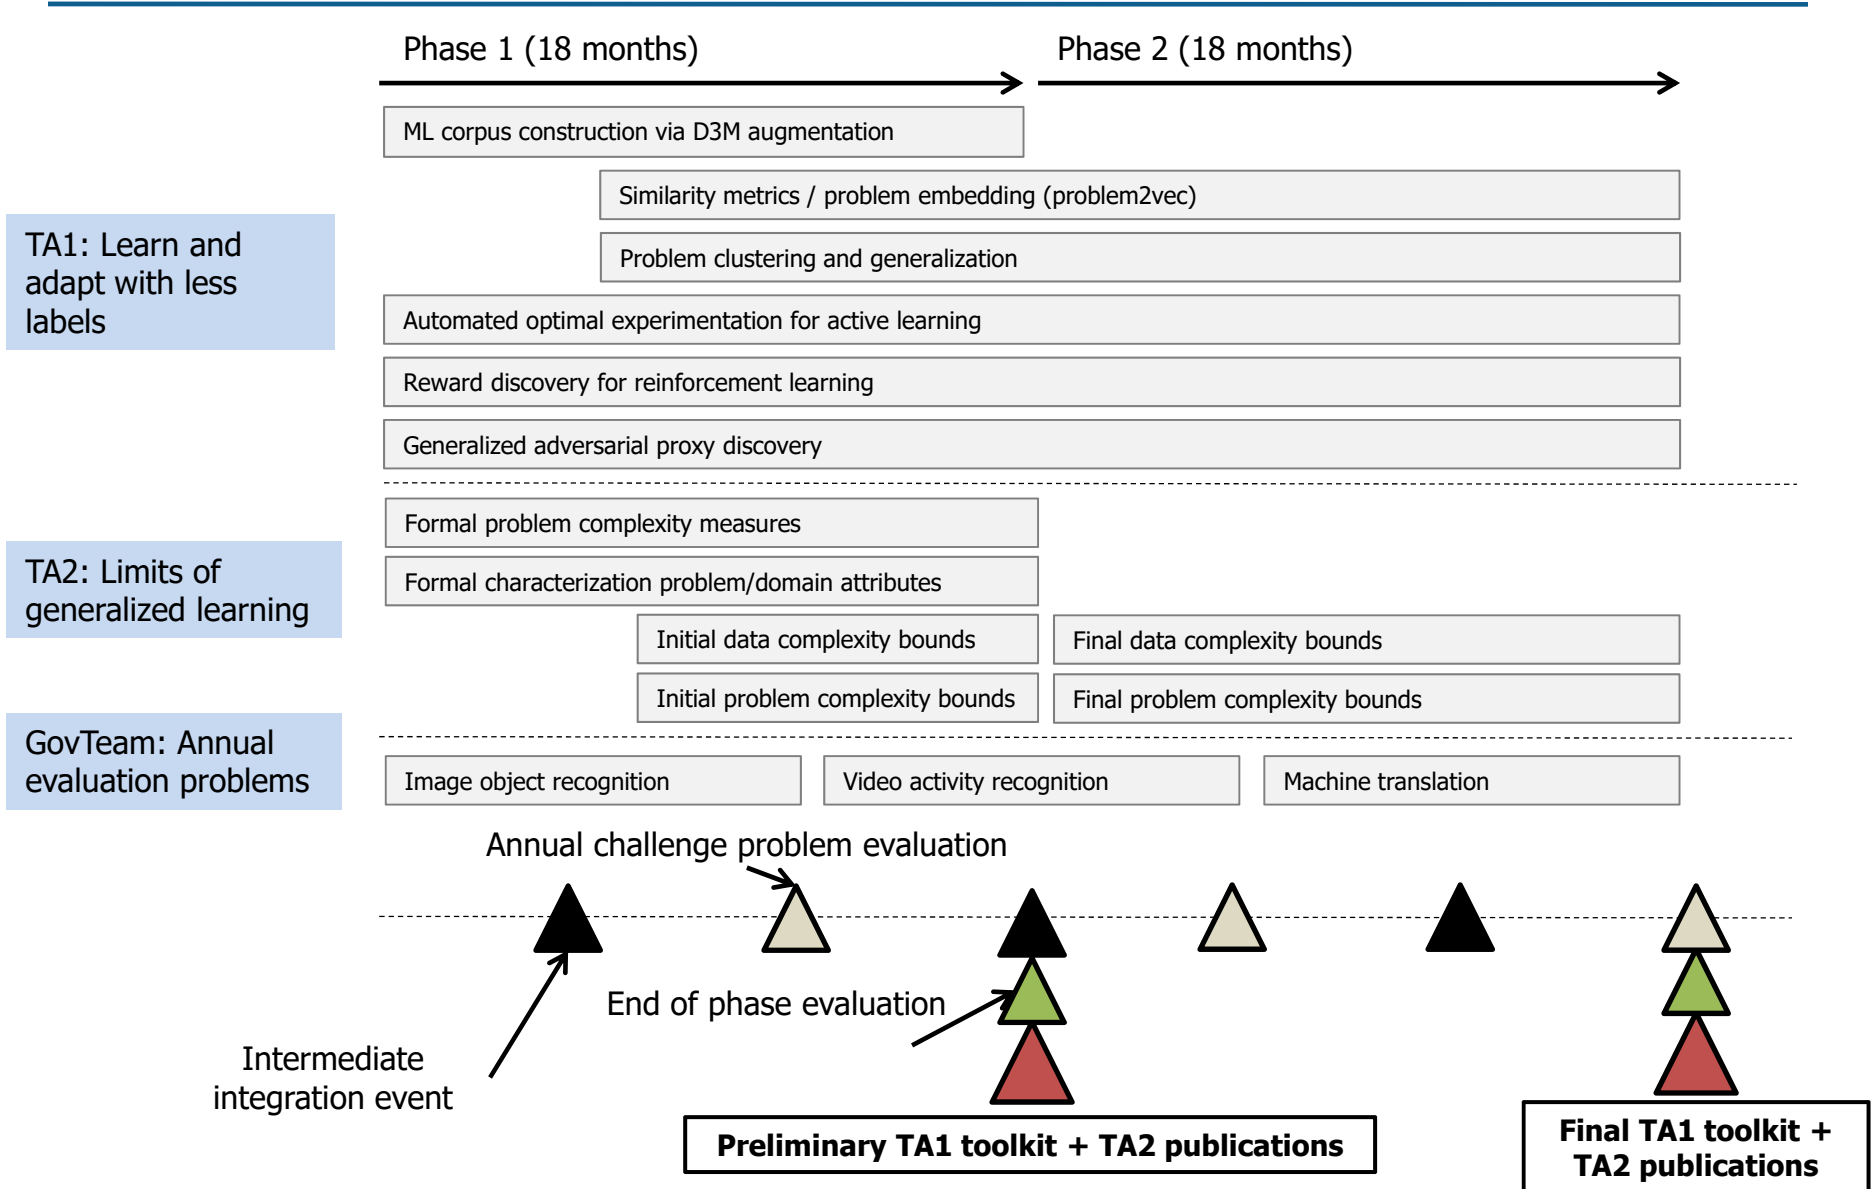 Phase 1 (18 months)
Phase 2 (18 months)
ML corpus construction via D3M augmentation
Similarity metrics / problem embedding (problem2vec)
Problem clustering and generalization
Automated optimal experimentation for active learning
Reward discovery for reinforcement learning
Generalized adversarial proxy discovery
TA1: Learn and
adapt with less
labels
Formal problem complexity measures
Formal characterization problem/domain attributes
Initial data complexity bounds
Final data complexity bounds
Initial problem complexity bounds
Final problem complexity bounds
TA2: Limits of
generalized learning
GovTeam: Annual
evaluation problems
Image object recognition
Video activity recognition
Machine translation
Annual challenge problem evaluation
End of phase evaluation
Intermediate
integration event
Preliminary TA1 toolkit + TA2 publications
Final TA1 toolkit +
TA2 publications